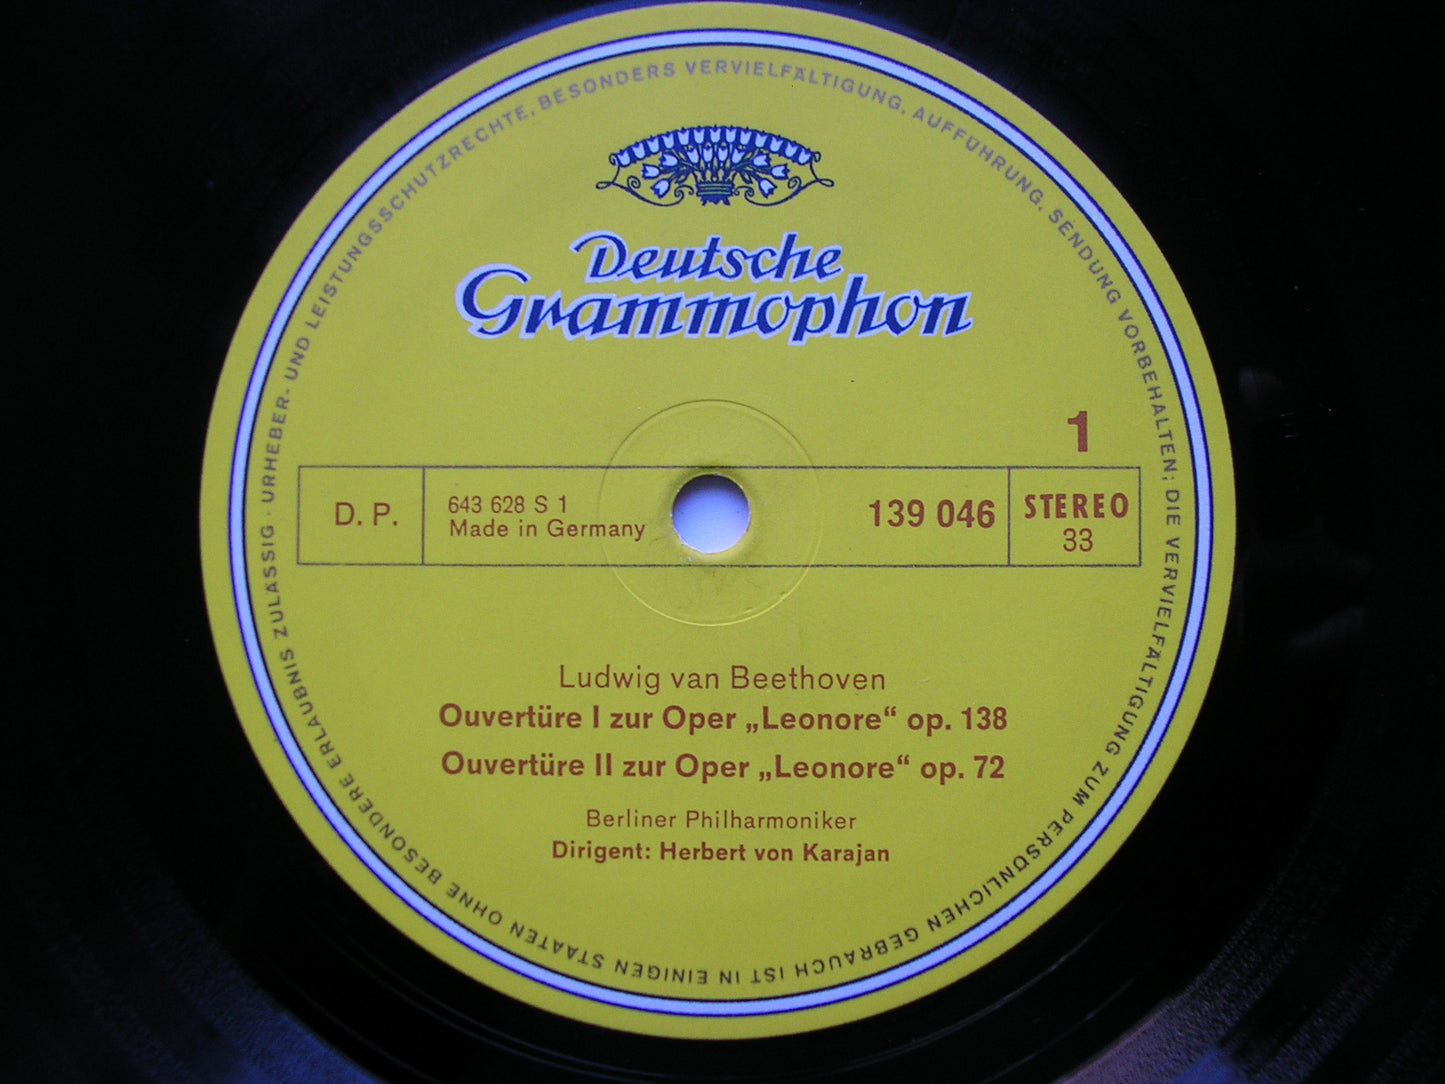 URHEBER- UND LEISTUNGSSCHUTZRECHTE, BESONDERS VERVIELFÄLTIGUNG, AUFFÜHRUNG, SENDUNG VORBEHALTEN; DIE VERVIELFÄLTIGUNG ZUM PERSÖNLICHEN GEBRAUCH IST IN EINIGEN STAATEN OHNE BESONDERE ERLAUBNIS ZULÄSSIG ·
Deutsche
Grammophon
1
D. P.
643 628 S 1
Made in Germany
139 046
STEREO
33
Ludwig van Beethoven
Ouvertüre I zur Oper „Leonore“ op. 138
Ouvertüre II zur Oper „Leonore“ op. 72
Berliner Philharmoniker
Dirigent: Herbert von Karajan